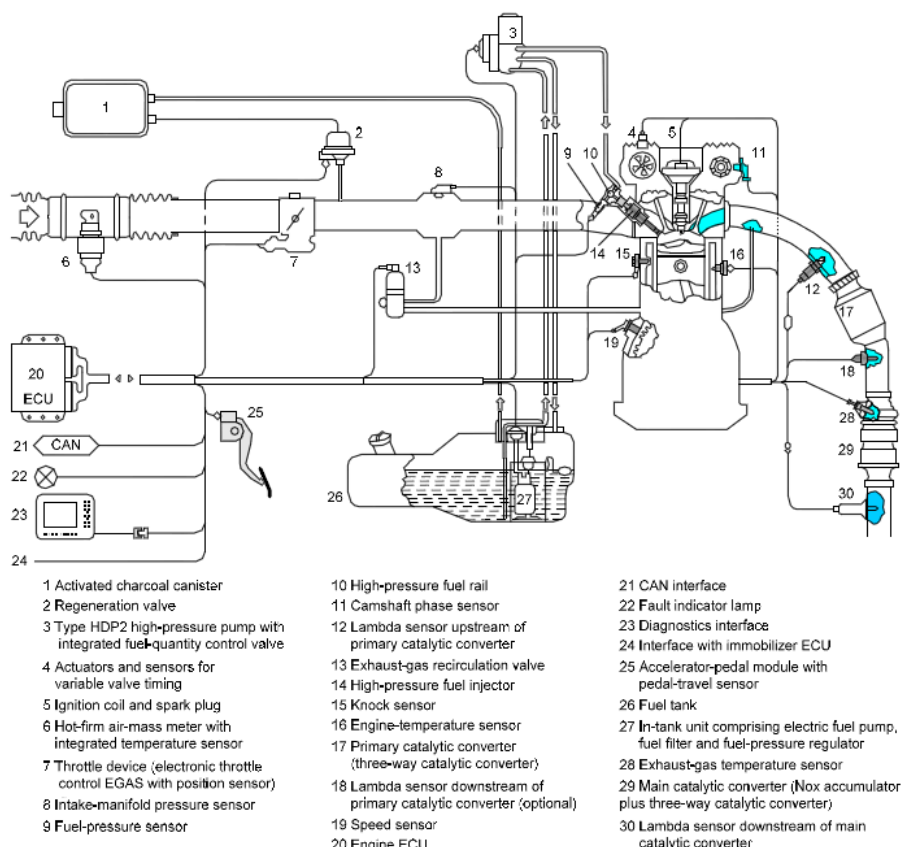 3
1
2
4
5
9
10
11
8
6
7
14
15
16
13
12
17
19
18
20
ECU
25
28
21 CAN
22
29
26
27
30
23
24
1 Activated charcoal canister
2 Regeneration valve
3 Type HDP2 high-pressure pump with
integrated fuel-quantity control valve
4 Actuators and sensors for
variable valve timing
5 Ignition coil and spark plug
6 Hot-firm air-mass meter with
integrated temperature sensor
7 Throttle device (electronic throttle
control EGAS with position sensor)
8 Intake-manifold pressure sensor
9 Fuel-pressure sensor
10 High-pressure fuel rail
11 Camshaft phase sensor
12 Lambda sensor upstream of
primary catalytic converter
13 Exhaust-gas recirculation valve
14 High-pressure fuel injector
15 Knock sensor
16 Engine-temperature sensor
17 Primary catalytic converter
(three-way catalytic converter)
18 Lambda sensor downstream of
primary catalytic converter (optional)
19 Speed sensor
20 Engine ECU
21 CAN interface
22 Fault indicator lamp
23 Diagnostics interface
24 Interface with immobilizer ECU
25 Accelerator-pedal module with
pedal-travel sensor
26 Fuel tank
27 In-tank unit comprising electric fuel pump,
fuel filter and fuel-pressure regulator
28 Exhaust-gas temperature sensor
29 Main catalytic converter (Nox accumulator
plus three-way catalytic converter)
30 Lambda sensor downstream of main
catalytic converter